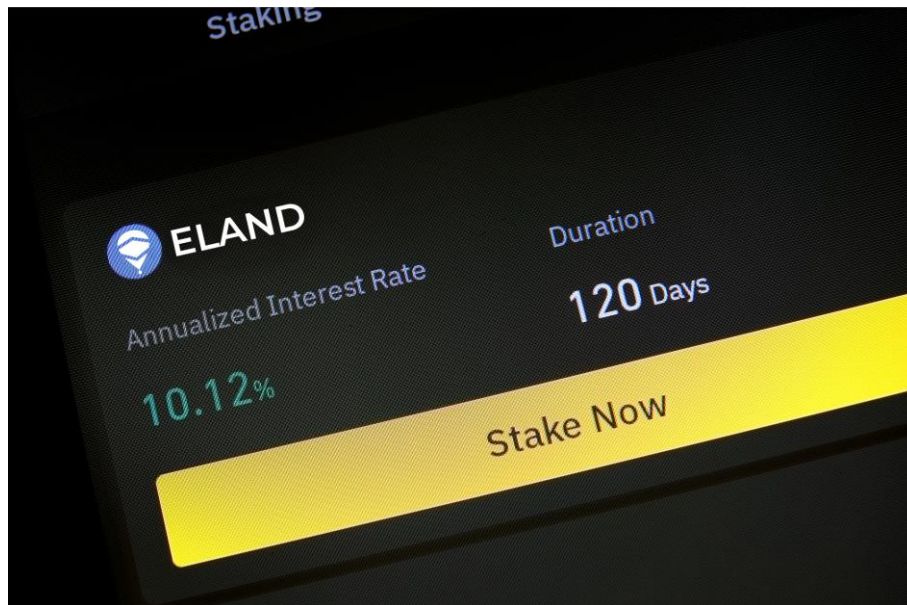 Staking
ELAND
Annualized Interest Rate
Duration
10.12%
120 Days
Stake Now